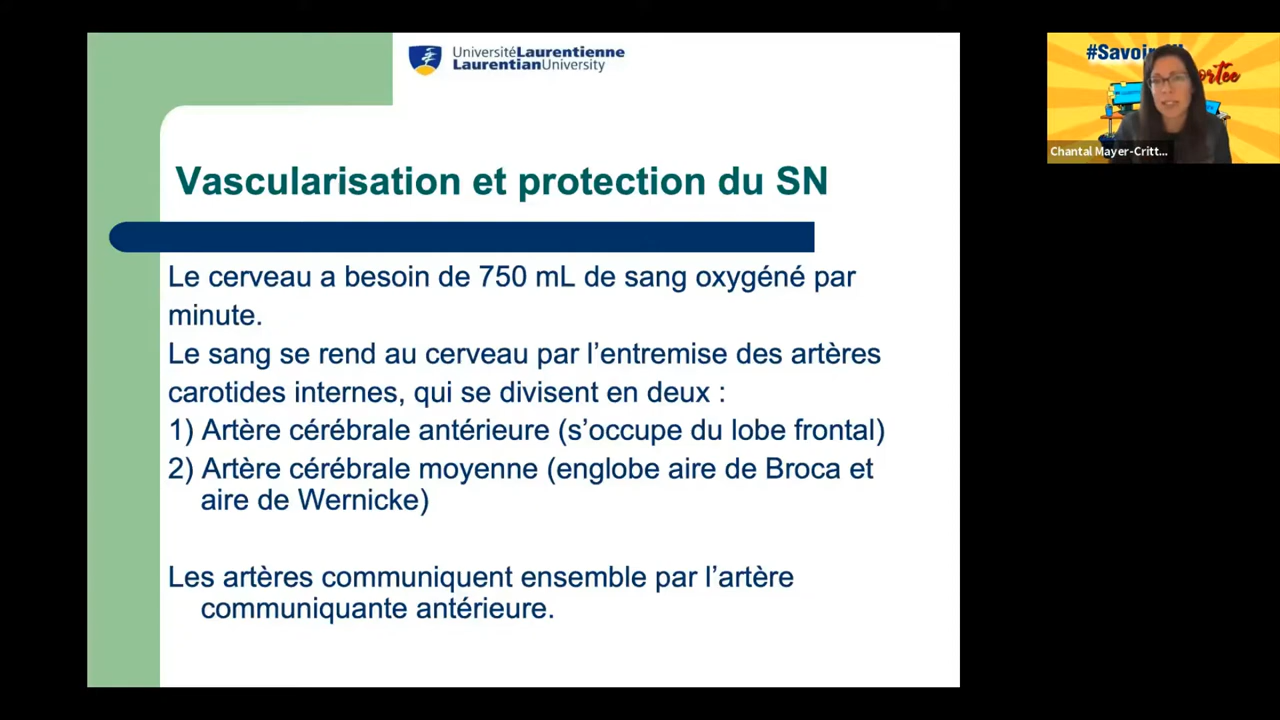 UniversitéLaurentienne
LaurentianUniversity
Vascularisation et protection du SN
Le cerveau a besoin de 750 mL de sang oxygéné par
minute.
Le sang se rend au cerveau par l’entremise des artères
carotides internes, qui se divisent en deux :
1) Artère cérébrale antérieure (s’occupe du lobe frontal)
2) Artère cérébrale moyenne (englobe aire de Broca et
aire de Wernicke)
Les artères communiquent ensemble par l’artère
communiquante antérieure.
Chantal Mayer-Critt...